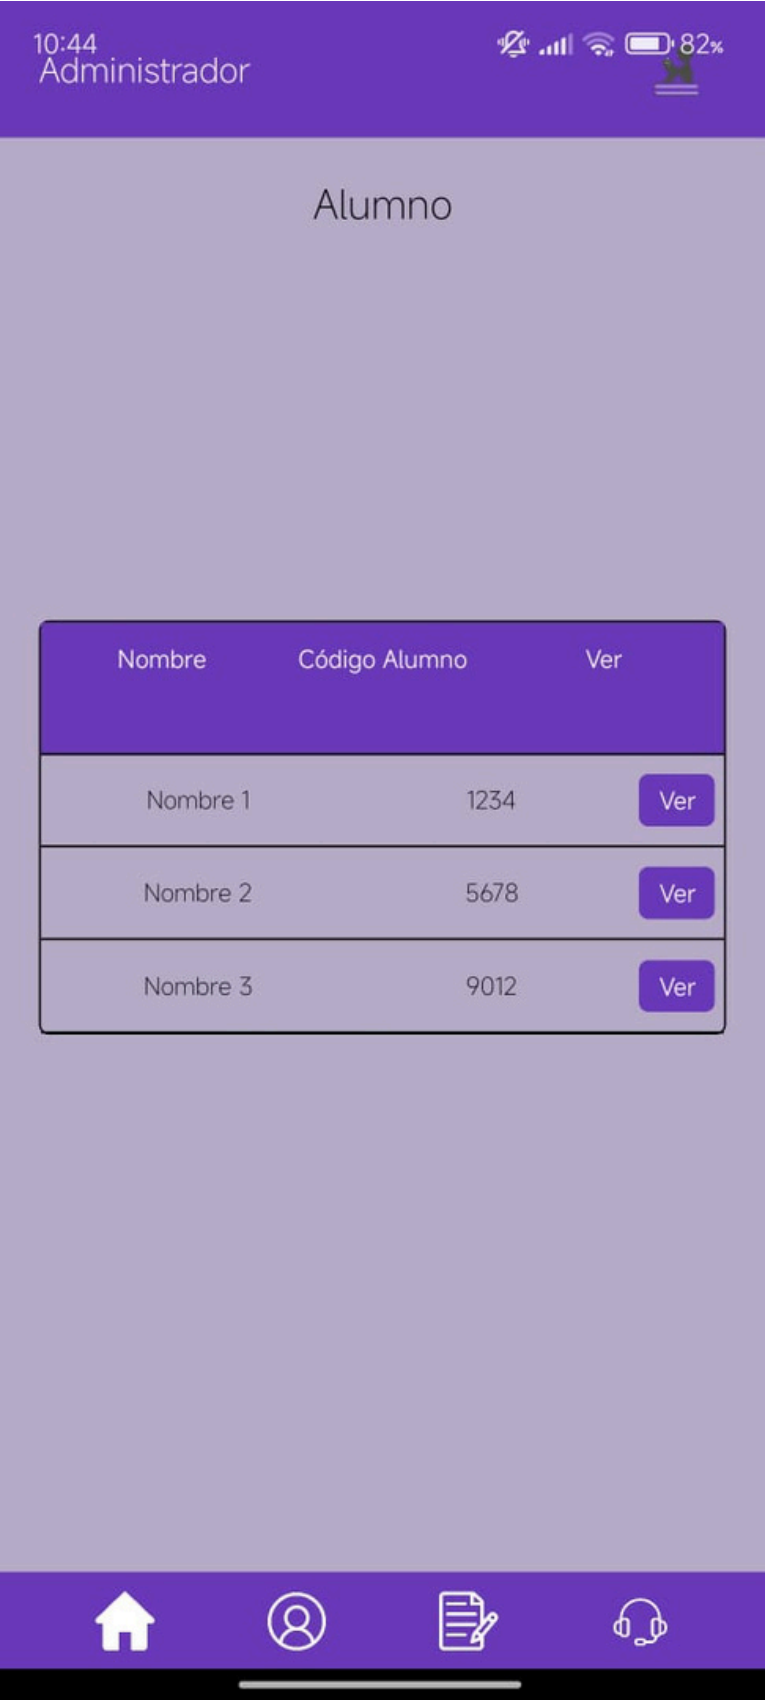 10:44 82%
Administrador
Alumno
Nombre Código Alumno Ver
Nombre 1 1234 Ver
Nombre 2 5678 Ver
Nombre 3 9012 Ver